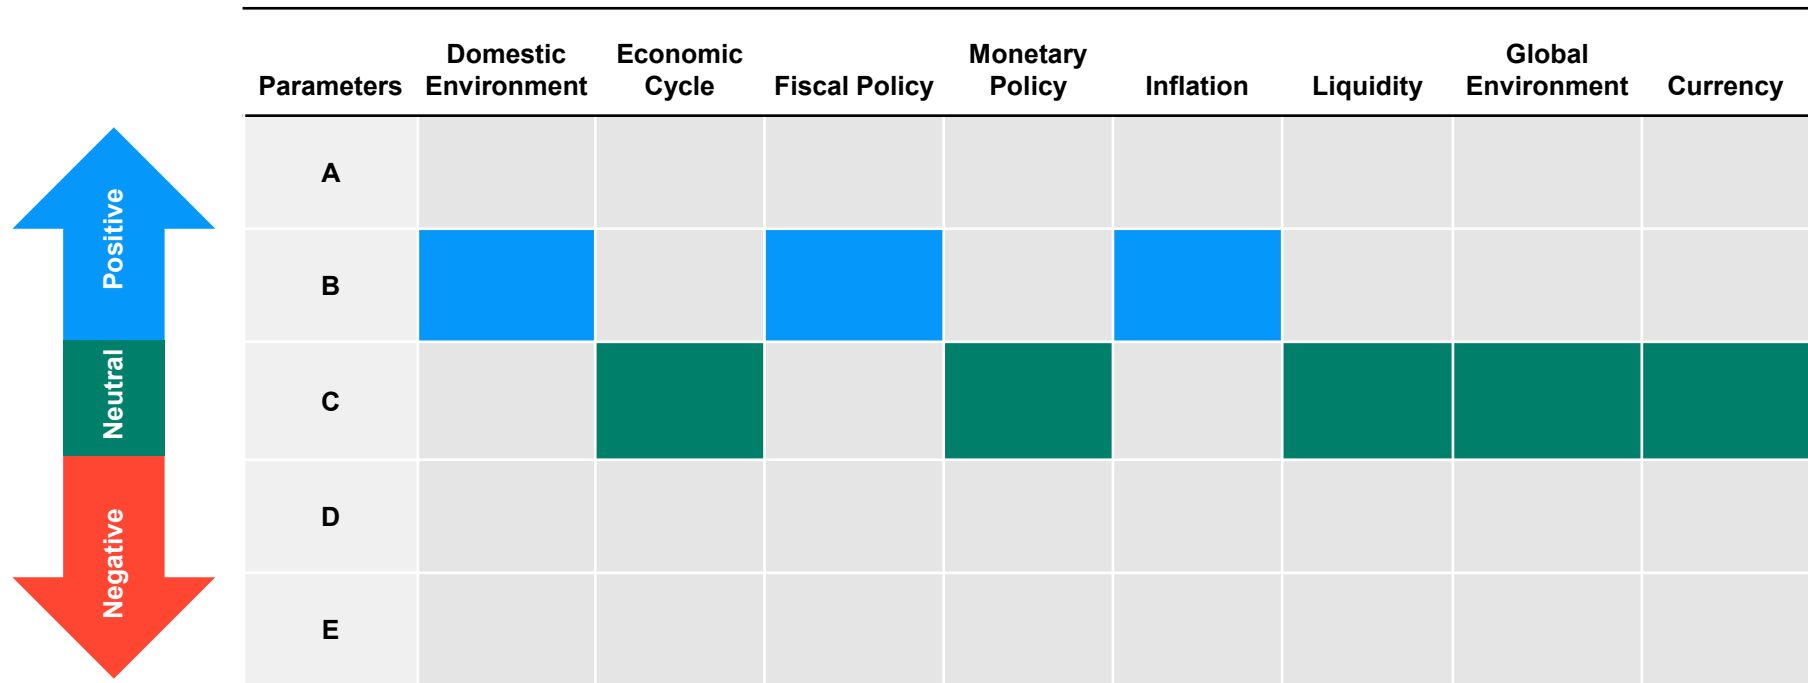 Parameters
Domestic
Environment
Economic
Cycle
Fiscal Policy
Monetary
Policy
Inflation
Liquidity
Global
Environment
Currency
Positive
Neutral
Negative
A
B
C
D
E